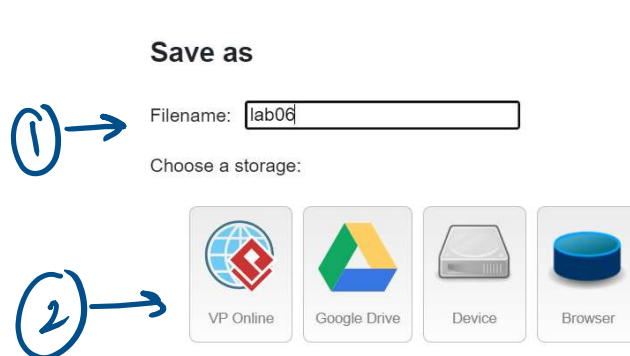 Save as
1
Filename: lab06
Choose a storage:
2
VP Online Google Drive Device Browser